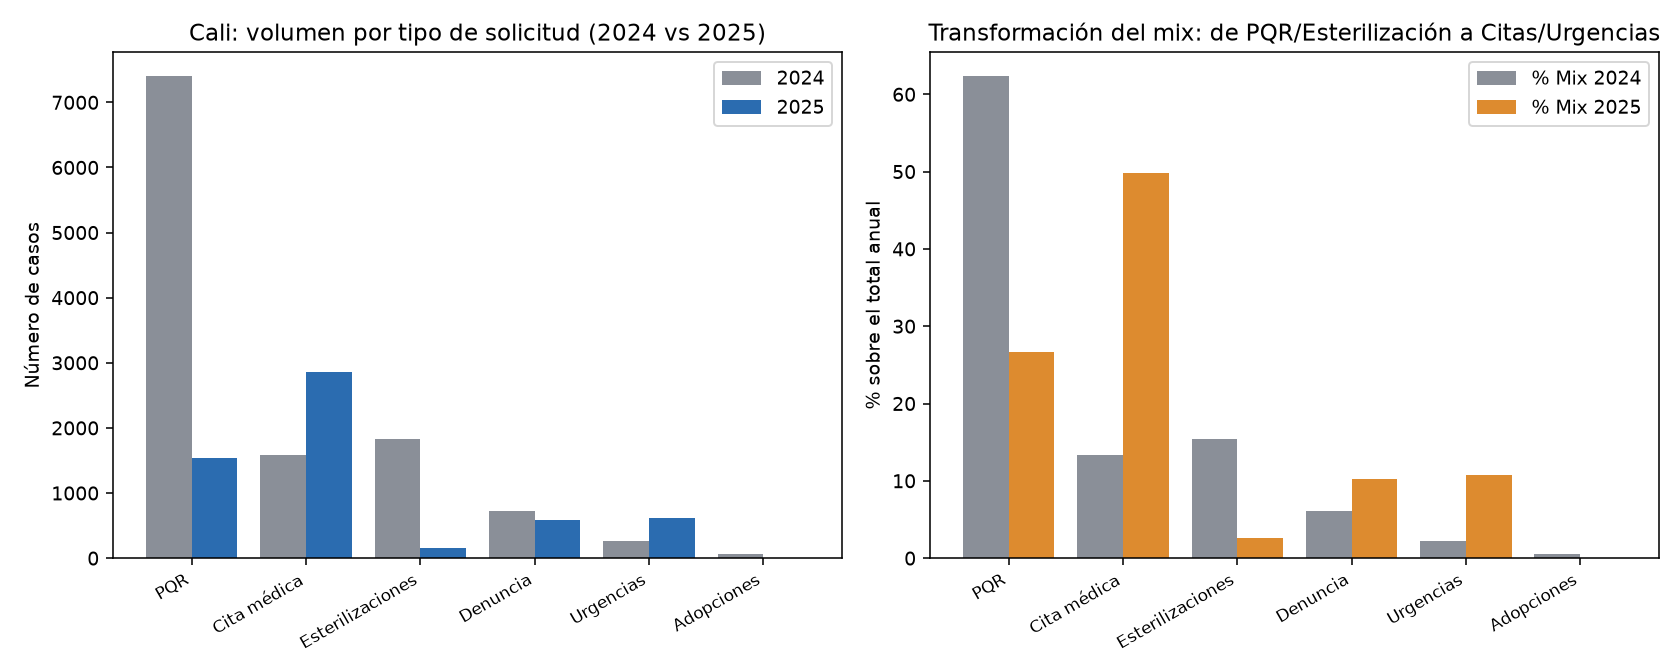 Cali: volumen por tipo de solicitud (2024 vs 2025)
Número de casos
7000
6000
5000
4000
3000
2000
1000
0
2024
2025
PQR
Cita médica
Esterilizaciones
Denuncia
Urgencias
Adopciones
Transformación del mix: de PQR/Esterilización a Citas/Urgencias
% sobre el total anual
60
50
40
30
20
10
0
% Mix 2024
% Mix 2025
PQR
Cita médica
Esterilizaciones
Denuncia
Urgencias
Adopciones